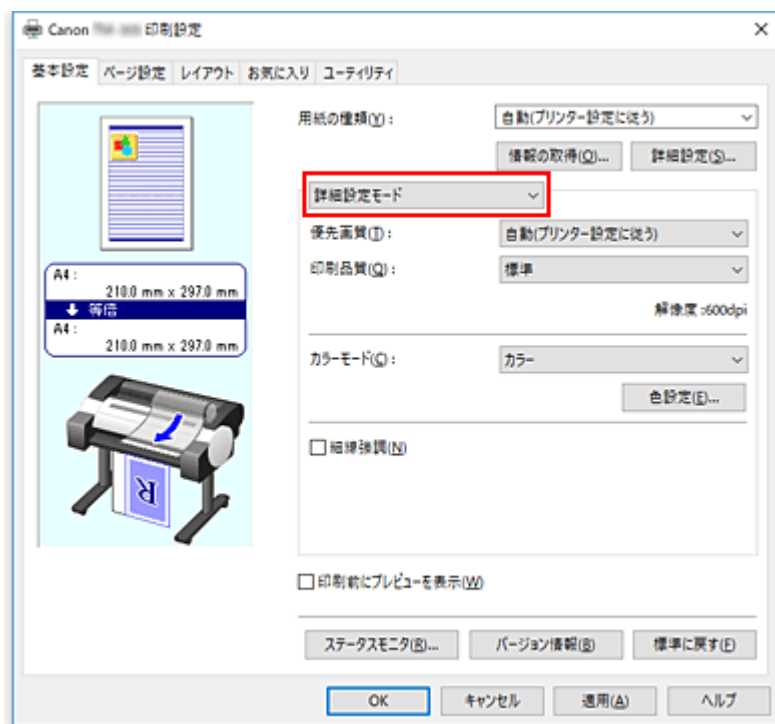 Canon 印刷設定
基本設定 ページ設定 レイアウト お気に入り ユーティリティ
用紙の種類(Y): 自動(プリンター設定に従う)
情報の取得(O)... 詳細設定(S)...
詳細設定モード
優先画質(T): 自動(プリンター設定に従う)
印刷品質(Q): 標準
解像度:600dpi
A4:
210.0 mm x 297.0 mm
等倍
A4:
210.0 mm x 297.0 mm
カラーモード(C): カラー
色設定(E)...
細線強調(N)
R
印刷前にプレビューを表示(W)
ステータスモニタ(R)... バージョン情報(B) 標準に戻す(F)
OK キャンセル 適用(A) ヘルプ